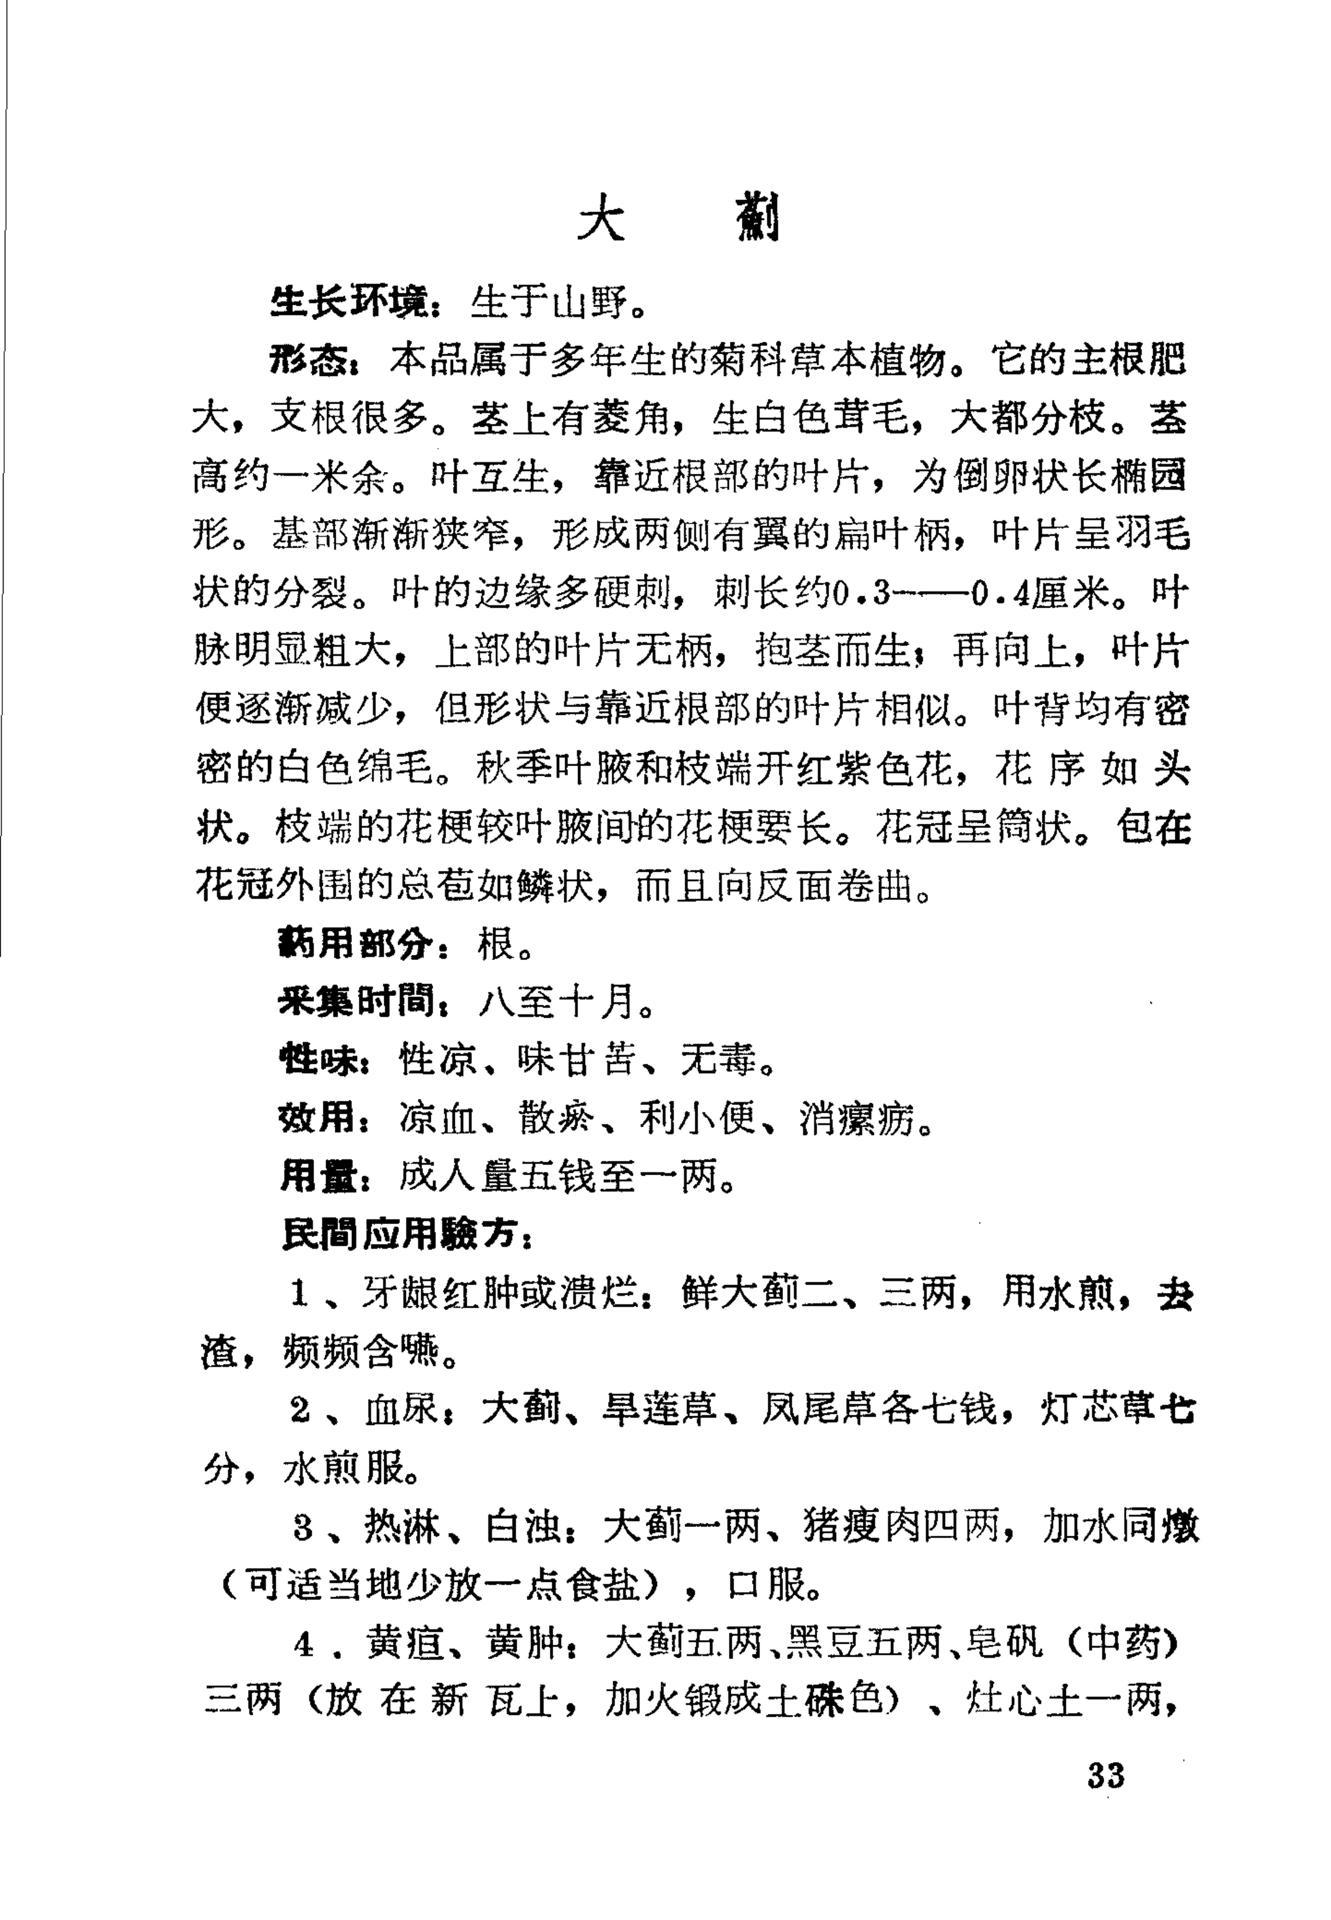 大 薊
生长环境：生于山野。
形态：本品属于多年生的菊科草本植物。它的主根肥
大，支根很多。茎上有菱角，生白色茸毛，大都分枝。茎
高约一米余。叶互生，靠近根部的叶片，为倒卵状长椭园
形。基部渐渐狭窄，形成两侧有翼的扁叶柄，叶片呈羽毛
状的分裂。叶的边缘多硬刺，刺长约0.3——0.4厘米。叶
脉明显粗大，上部的叶片无柄，抱茎而生；再向上，叶片
便逐渐减少，但形状与靠近根部的叶片相似。叶背均有密
密的白色绵毛。秋季叶腋和枝端开红紫色花，花序如头
状。枝端的花梗较叶腋间的花梗要长。花冠呈筒状。包在
花冠外围的总苞如鳞状，而且向反面卷曲。
药用部分：根。
采集时間：八至十月。
性味：性凉、味甘苦、无毒。
效用：凉血、散瘀、利小便、消瘰疬。
用量：成人量五钱至一两。
民間应用驗方：
1、牙龈红肿或溃烂：鲜大蓟二、三两，用水煎，去
渣，频频含嚥。
2、血尿：大蓟、旱莲草、凤尾草各七钱，灯芯草七
分，水煎服。
3、热淋、白浊：大蓟一两、猪瘦肉四两，加水同燉
（可适当地少放一点食盐），口服。
4．黄疸、黄肿：大蓟五两、黑豆五两、皂矾（中药）
三两（放在新瓦上，加火锻成土硃色）、灶心土一两，
33